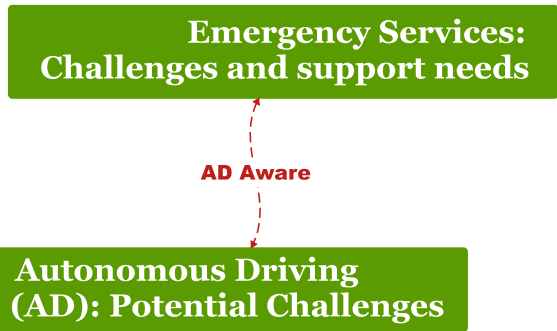 Emergency Services:
Challenges and support needs
AD Aware
Autonomous Driving
(AD): Potential Challenges